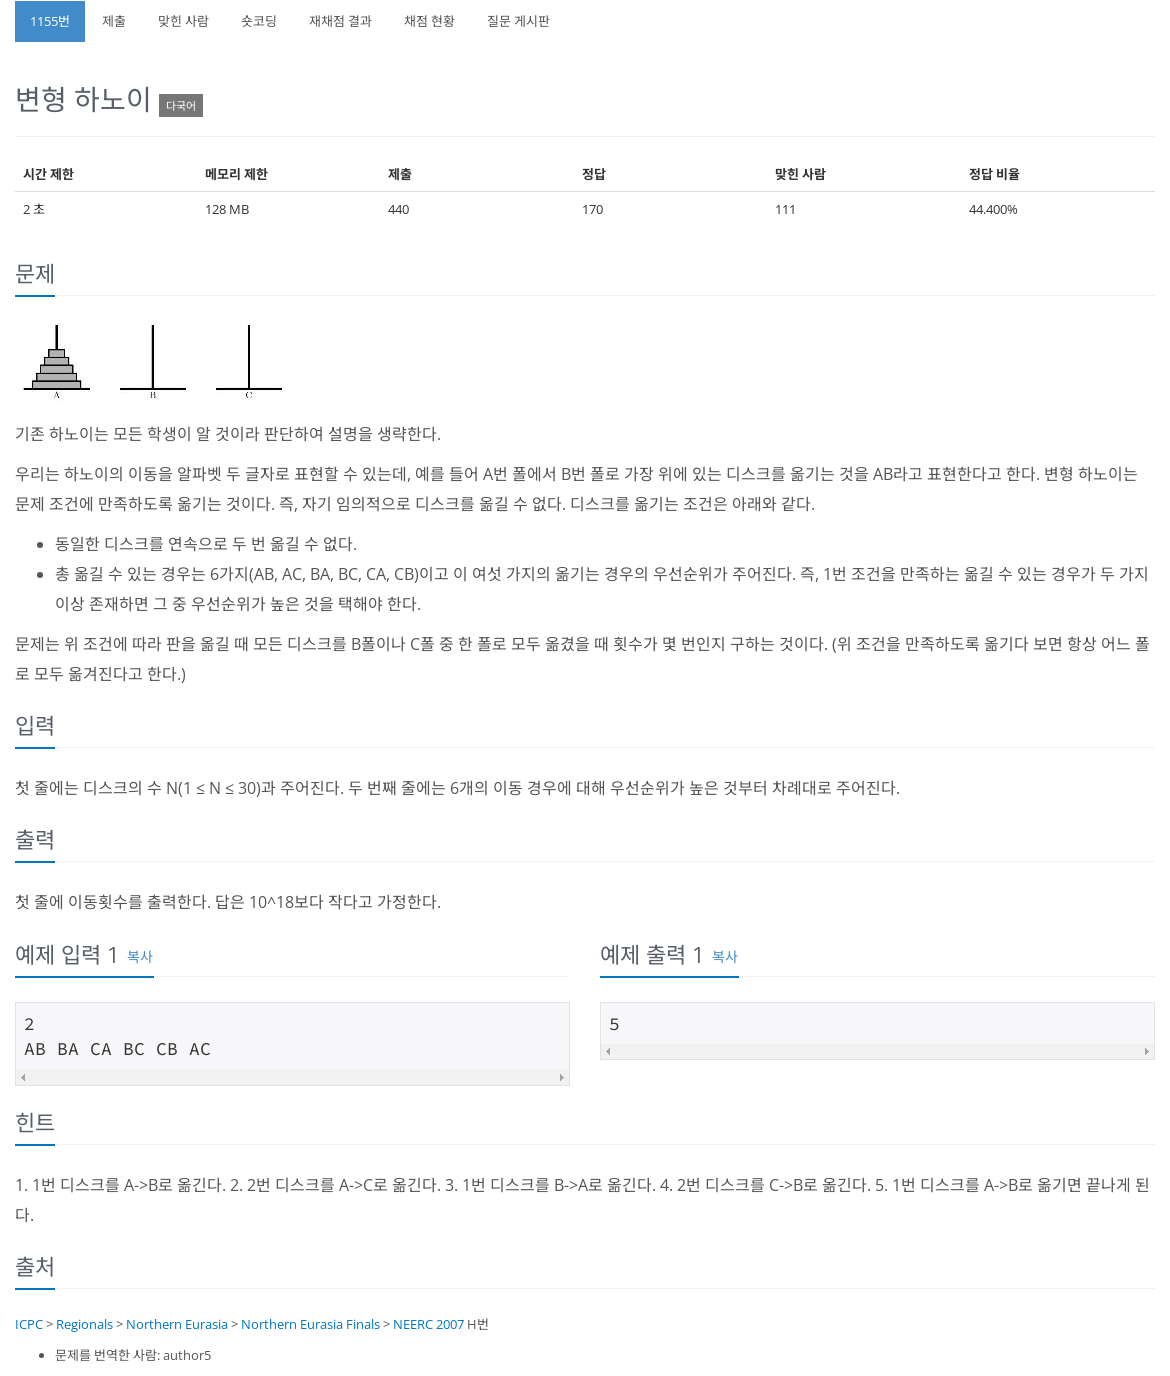 1155번 제출 맞힌 사람 숏코딩 재채점 결과 채점 현황 질문 게시판
변형 하노이 다국어
시간 제한 메모리 제한 제출 정답 맞힌 사람 정답 비율
2 초 128 MB 440 170 111 44.400%
문제
A B C
기존 하노이는 모든 학생이 알 것이라 판단하여 설명을 생략한다.
우리는 하노이의 이동을 알파벳 두 글자로 표현할 수 있는데, 예를 들어 A번 폴에서 B번 폴로 가장 위에 있는 디스크를 옮기는 것을 AB라고 표현한다고 한다. 변형 하노이는
문제 조건에 만족하도록 옮기는 것이다. 즉, 자기 임의적으로 디스크를 옮길 수 없다. 디스크를 옮기는 조건은 아래와 같다.
동일한 디스크를 연속으로 두 번 옮길 수 없다.
총 옮길 수 있는 경우는 6가지(AB, AC, BA, BC, CA, CB)이고 이 여섯 가지의 옮기는 경우의 우선순위가 주어진다. 즉, 1번 조건을 만족하는 옮길 수 있는 경우가 두 가지
이상 존재하면 그 중 우선순위가 높은 것을 택해야 한다.
문제는 위 조건에 따라 판을 옮길 때 모든 디스크를 B폴이나 C폴 중 한 폴로 모두 옮겼을 때 횟수가 몇 번인지 구하는 것이다. (위 조건을 만족하도록 옮기다 보면 항상 어느 폴
로 모두 옮겨진다고 한다.)
입력
첫 줄에는 디스크의 수 N(1 ≤ N ≤ 30)과 주어진다. 두 번째 줄에는 6개의 이동 경우에 대해 우선순위가 높은 것부터 차례대로 주어진다.
출력
첫 줄에 이동횟수를 출력한다. 답은 10^18보다 작다고 가정한다.
예제 입력 1 복사
2
AB BA CA BC CB AC
예제 출력 1 복사
5
힌트
1. 1번 디스크를 A->B로 옮긴다. 2. 2번 디스크를 A->C로 옮긴다. 3. 1번 디스크를 B->A로 옮긴다. 4. 2번 디스크를 C->B로 옮긴다. 5. 1번 디스크를 A->B로 옮기면 끝나게 된
다.
출처
ICPC > Regionals > Northern Eurasia > Northern Eurasia Finals > NEERC 2007 H번
문제를 번역한 사람: author5